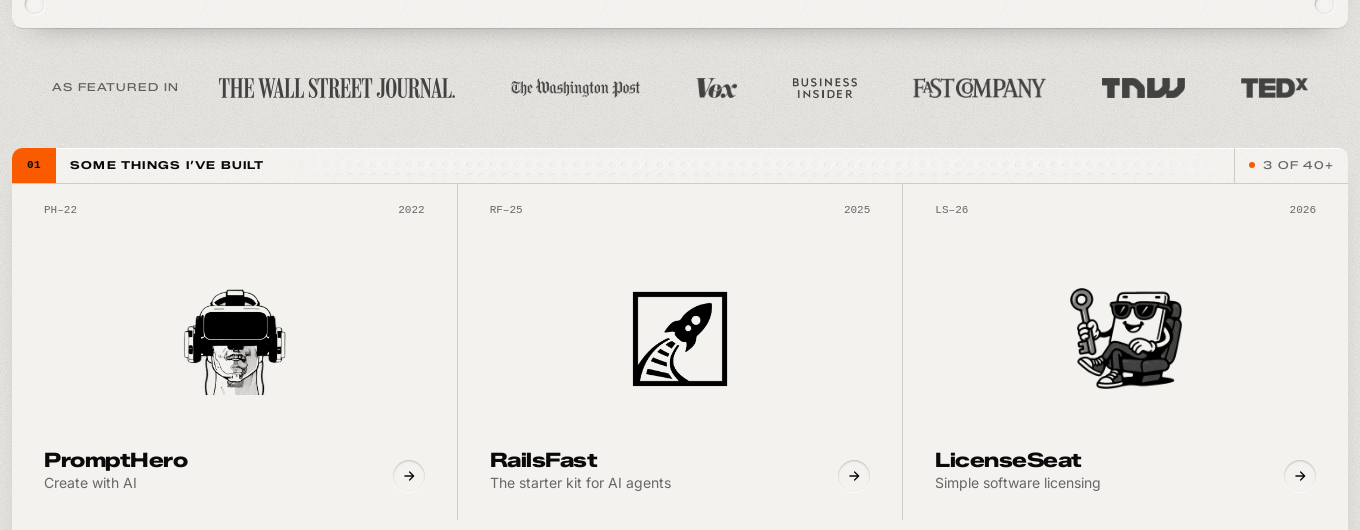 AS FEATURED IN
THE WALL STREET JOURNAL.
The Washington Post
Vox
BUSINESS
INSIDER
FAST COMPANY
TNW
TEDx
01
SOME THINGS I'VE BUILT
3 OF 40+
PH–22
2022
RF–25
2025
LS–26
2026
PromptHero
Create with AI
RailsFast
The starter kit for AI agents
LicenseSeat
Simple software licensing